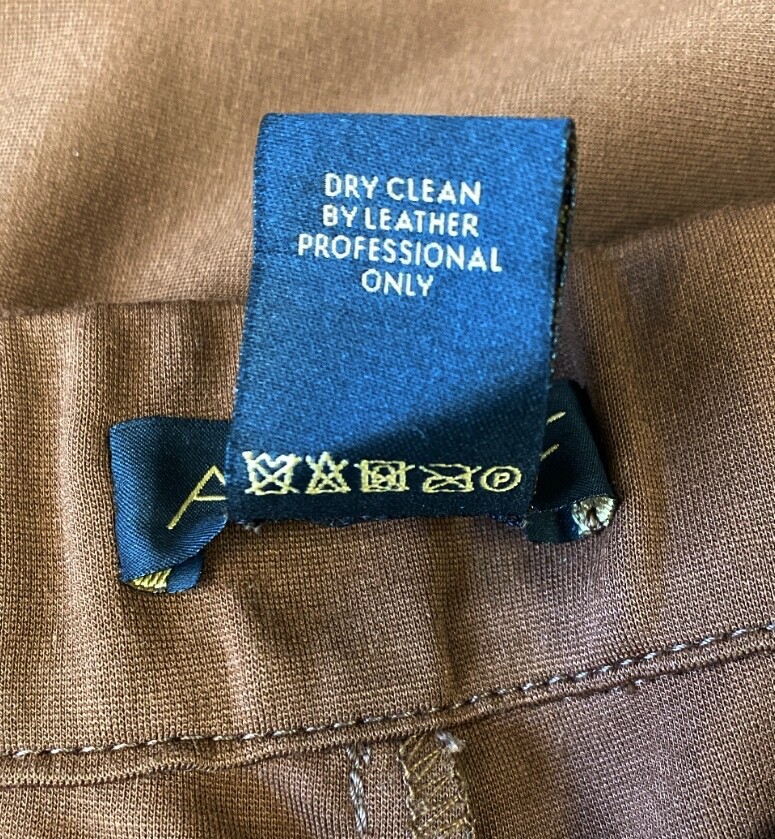 DRY CLEAN
BY LEATHER
PROFESSIONAL
ONLY
P